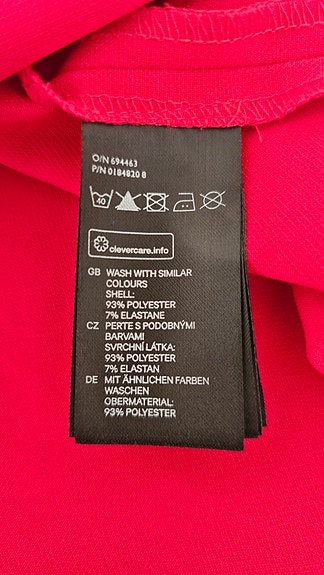 O/N 694463
P/N 0184820 8
40
clevercare.info
GB WASH WITH SIMILAR
COLOURS
SHELL:
93% POLYESTER
7% ELASTANE
CZ PERTE S PODOBNÝMI
BARVAMI
SVRCHNÍ LÁTKA:
93% POLYESTER
7% ELASTAN
DE MIT ÄHNLICHEN FARBEN
WASCHEN
OBERMATERIAL:
93% POLYESTER